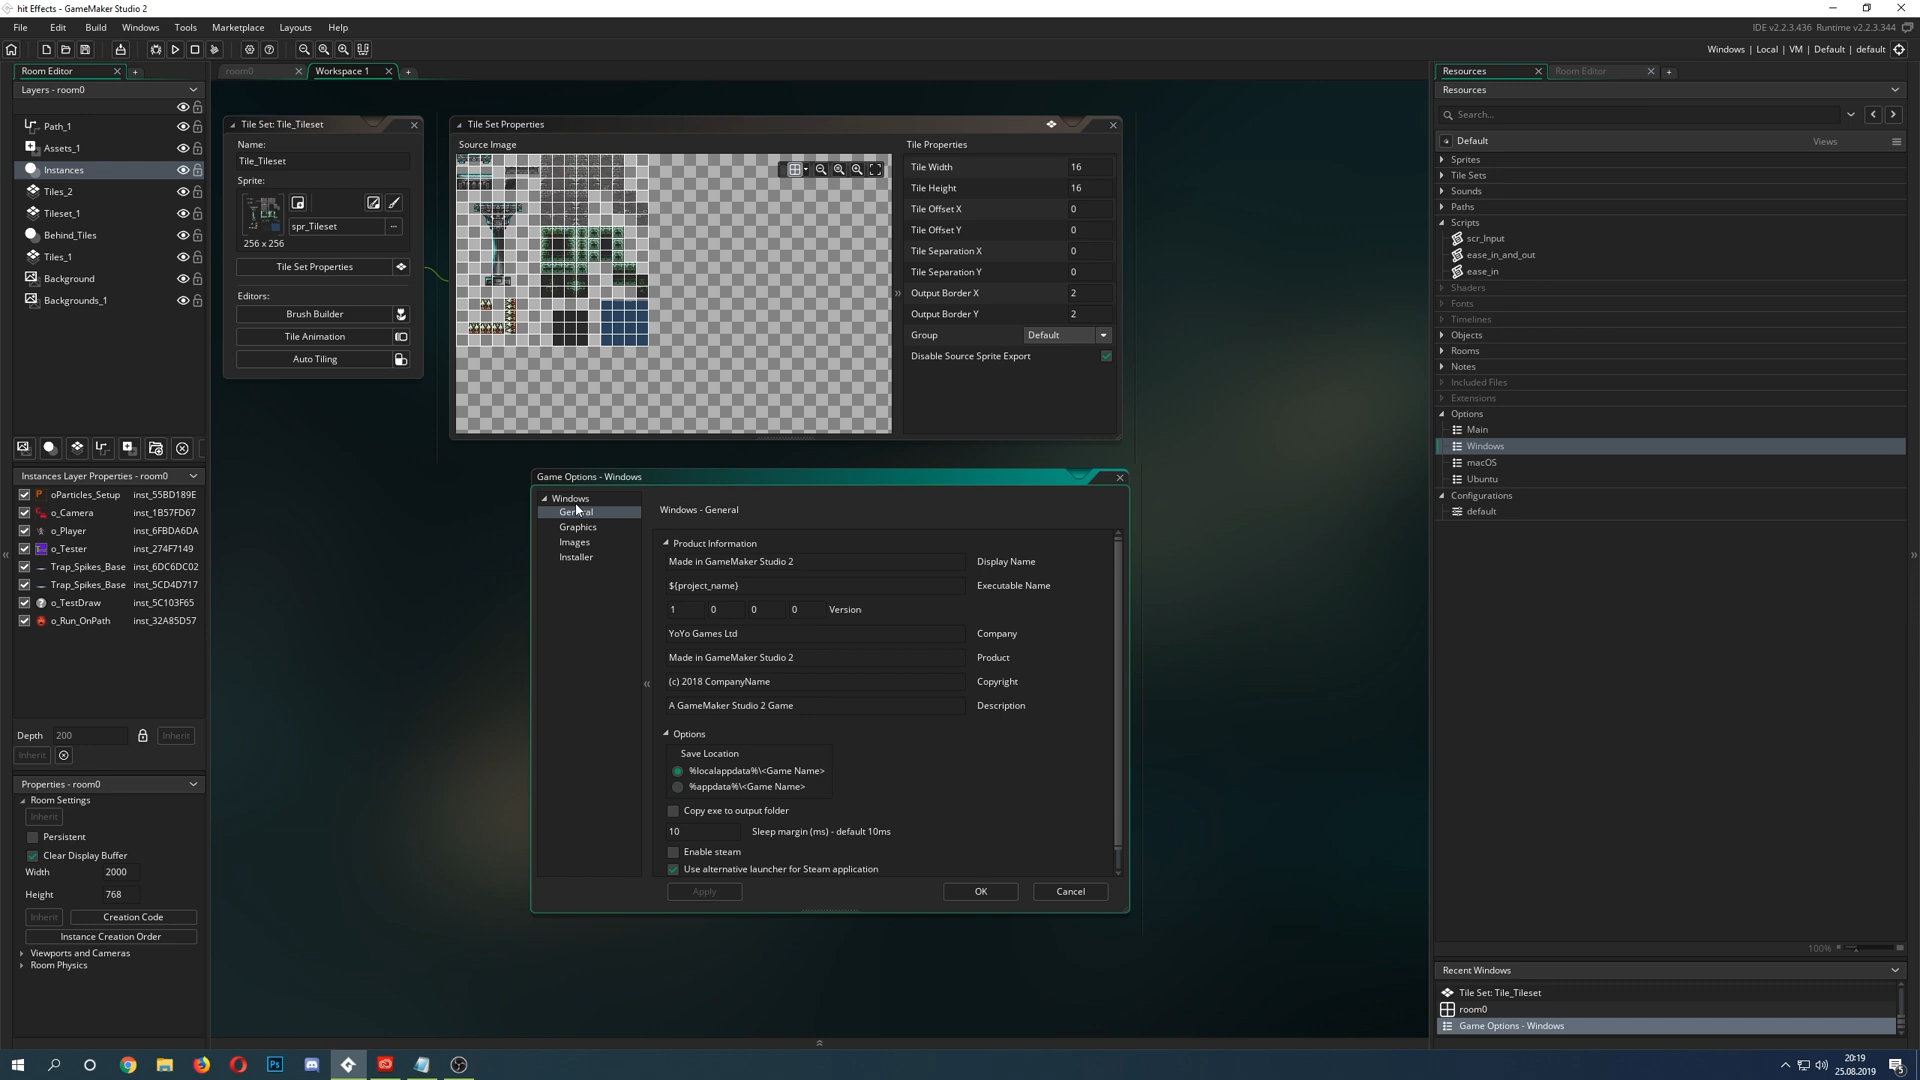 hit Effects - GameMaker Studio 2
File Edit Build Windows Tools Marketplace Layouts Help
IDE v2.2.3.436 Runtime v2.2.3.344
Windows | Local | VM | Default | default
Room Editor
Layers - room0
Path_1
Assets_1
Instances
Tiles_2
Tileset_1
Behind_Tiles
Tiles_1
Background
Backgrounds_1
Instances Layer Properties - room0
oParticles_Setup inst_55BD189E
o_Camera inst_1B57FD67
o_Player inst_6FBDA6DA
o_Tester inst_274F7149
Trap_Spikes_Base inst_6DC6DC02
Trap_Spikes_Base inst_5CD4D717
o_TestDraw inst_5C103F65
o_Run_OnPath inst_32A85D57
Depth 200 Inherit
Inherit
Properties - room0
Room Settings
Inherit
Persistent
Clear Display Buffer
Width 2000
Height 768
Inherit Creation Code
Instance Creation Order
Viewports and Cameras
Room Physics
room0 Workspace 1
Tile Set: Tile_Tileset
Name:
Tile_Tileset
Sprite:
spr_Tileset ...
256 x 256
Tile Set Properties
Editors:
Brush Builder
Tile Animation
Auto Tiling
Tile Set Properties
Source Image
Tile Properties
Tile Width 16
Tile Height 16
Tile Offset X 0
Tile Offset Y 0
Tile Separation X 0
Tile Separation Y 0
Output Border X 2
Output Border Y 2
Group Default
Disable Source Sprite Export
Game Options - Windows
Windows
General
Graphics
Images
Installer
Windows - General
Product Information
Made in GameMaker Studio 2 Display Name
${project_name} Executable Name
1 0 0 0 Version
YoYo Games Ltd Company
Made in GameMaker Studio 2 Product
(c) 2018 CompanyName Copyright
A GameMaker Studio 2 Game Description
Options
Save Location
%localappdata%\<Game Name>
%appdata%\<Game Name>
Copy exe to output folder
10 Sleep margin (ms) - default 10ms
Enable steam
Use alternative launcher for Steam application
Apply OK Cancel
Resources Room Editor
Resources
Search...
Default Views
Sprites
Tile Sets
Sounds
Paths
Scripts
scr_Input
ease_in_and_out
ease_in
Shaders
Fonts
Timelines
Objects
Rooms
Notes
Included Files
Extensions
Options
Main
Windows
macOS
Ubuntu
Configurations
default
100%
Recent Windows
Tile Set: Tile_Tileset
room0
Game Options - Windows
Ps
20:19
25.08.2019
5